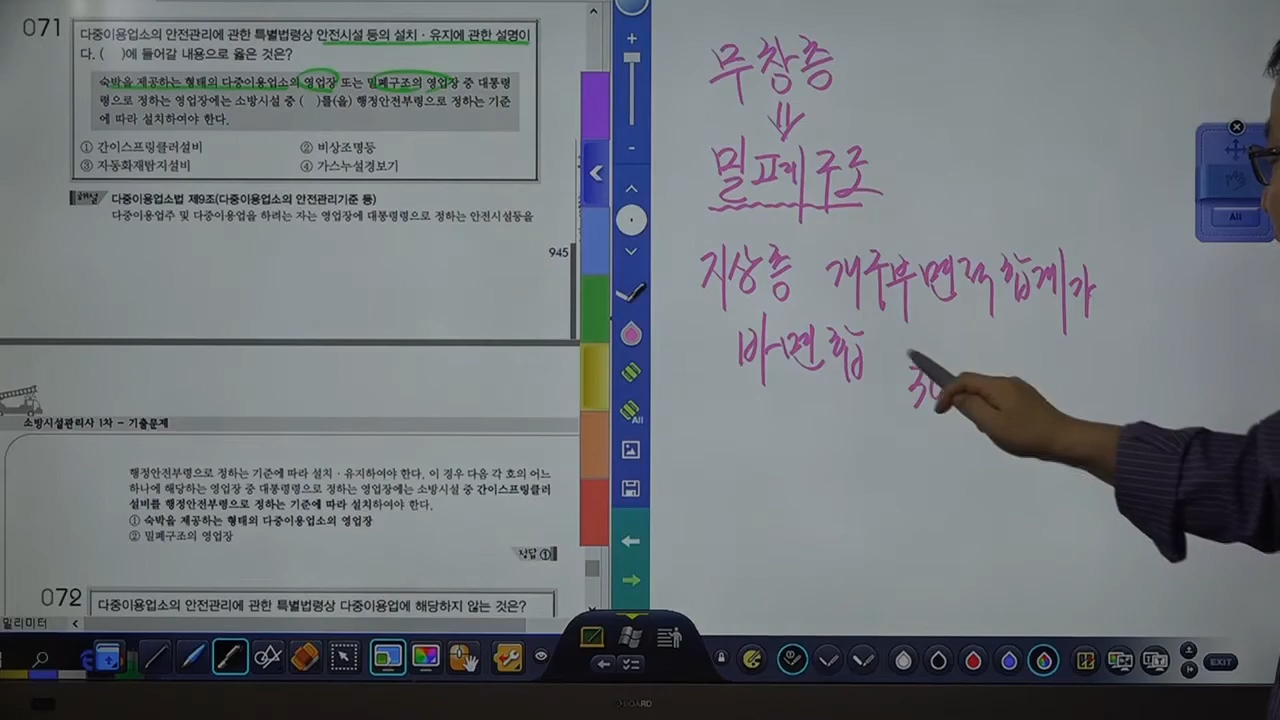 071
다중이용업소의 안전관리에 관한 특별법령상 안전시설 등의 설치 · 유지에 관한 설명이
다. ( )에 들어갈 내용으로 옳은 것은?
숙박을 제공하는 형태의 다중이용업소의 영업장 또는 밀폐구조의 영업장 중 대통령
령으로 정하는 영업장에는 소방시설 중 ( )를(을) 행정안전부령으로 정하는 기준
에 따라 설치하여야 한다.
① 간이스프링클러설비 ② 비상조명등
③ 자동화재탐지설비 ④ 가스누설경보기
해설 다중이용업소법 제9조(다중이용업소의 안전관리기준 등)
다중이용업주 및 다중이용업을 하려는 자는 영업장에 대통령령으로 정하는 안전시설등을
945
소방시설관리사 1차 - 기출문제
행정안전부령으로 정하는 기준에 따라 설치 · 유지하여야 한다. 이 경우 다음 각 호의 어느
하나에 해당하는 영업장 중 대통령령으로 정하는 영업장에는 소방시설 중 간이스프링클러
설비를 행정안전부령으로 정하는 기준에 따라 설치하여야 한다.
① 숙박을 제공하는 형태의 다중이용업소의 영업장
② 밀폐구조의 영업장
정답 ①
072
다중이용업소의 안전관리에 관한 특별법령상 다중이용업에 해당하지 않는 것은?
밀리미터
무창층
⇓
밀폐구조
지상층 개구부 면적 합계가
바면합
All
All
EXIT